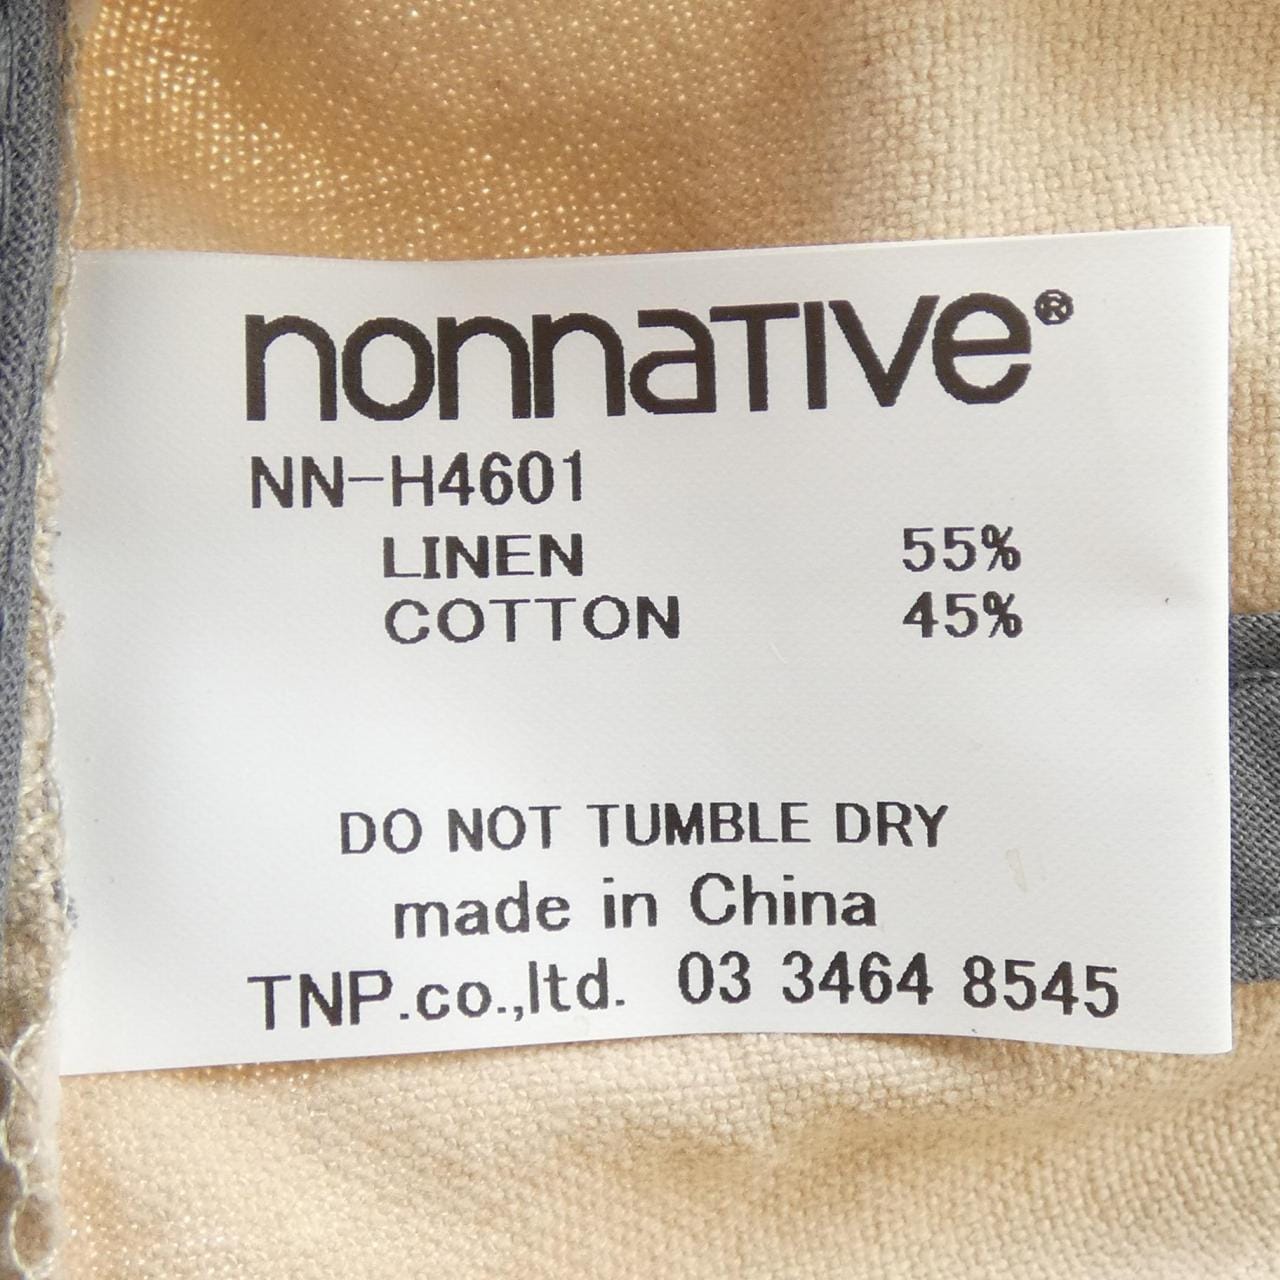 nonnaTIVe®
NN-H4601
LINEN 55%
COTTON 45%
DO NOT TUMBLE DRY
made in China
TNP.co.,ltd. 03 3464 8545